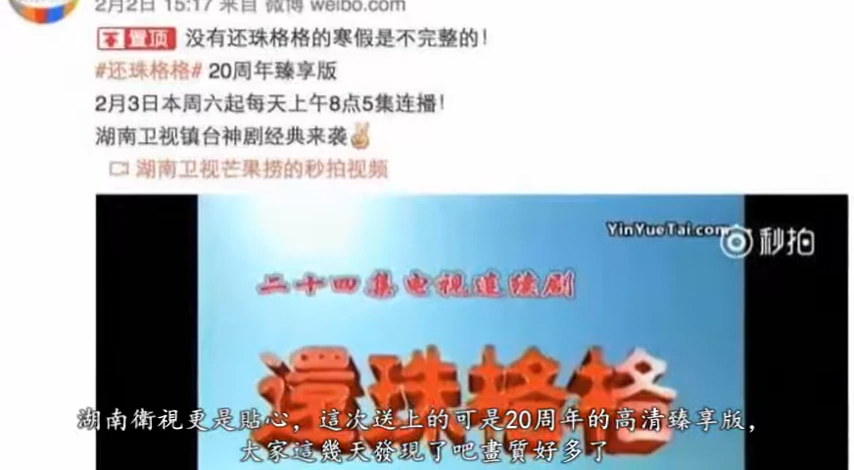 2月2日 15:17 来自 微博 weibo.com
置顶 没有还珠格格的寒假是不完整的!
#还珠格格# 20周年臻享版
2月3日本周六起每天上午8点5集连播!
湖南卫视镇台神剧经典来袭
湖南卫视芒果捞的秒拍视频
YinYueTai.com
秒拍
二十四集电视连续剧
還珠格格
湖南衛視更是貼心，這次送上的可是20周年的高清臻享版，
大家這幾天發現了吧畫質好多了